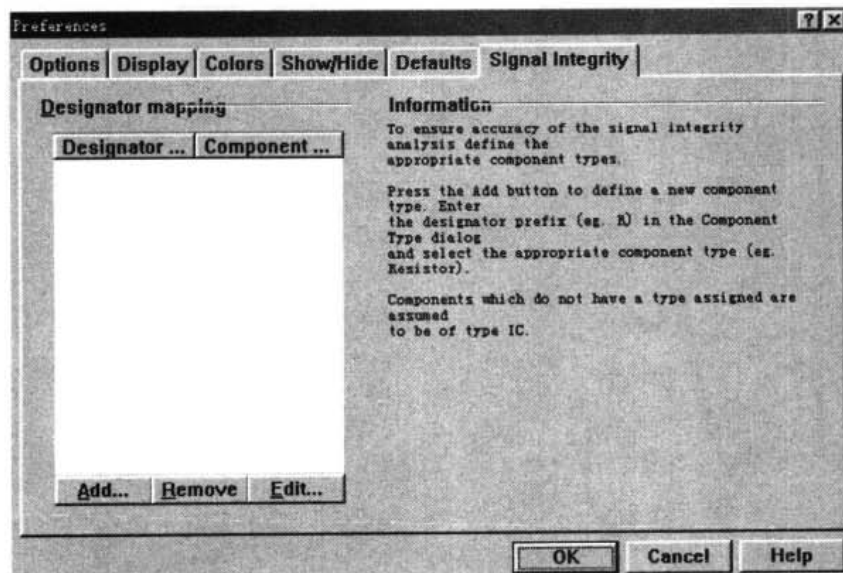 Preferences
Options Display Colors Show/Hide Defaults Signal Integrity
Designator mapping
Designator ... Component ...
Add... Remove Edit...
Information
To ensure accuracy of the signal integrity
analysis define the
appropriate component types.
Press the Add button to define a new component
type. Enter
the designator prefix (eg. R) in the Component
Type dialog
and select the appropriate component type (eg.
Resistor).
Components which do not have a type assigned are
assumed
to be of type IC.
OK Cancel Help